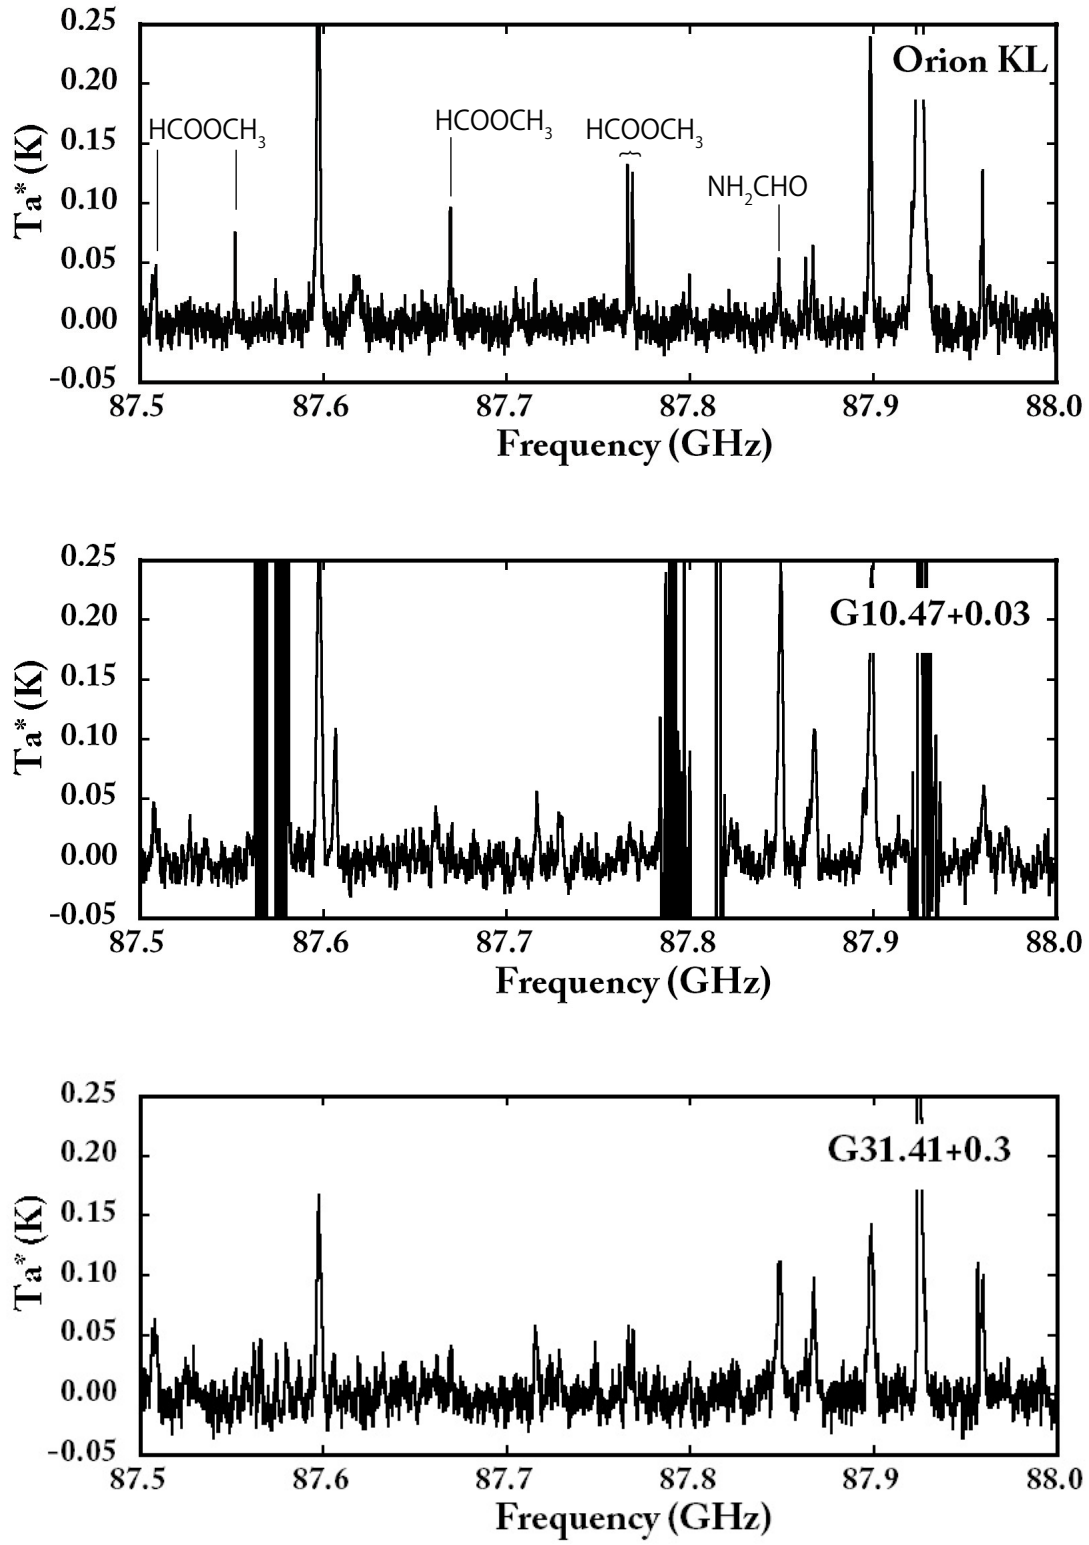 0.25
Orion KL
0.20
HCOOCH₃ HCOOCH₃ HCOOCH₃
0.15
NH₂CHO
0.10
0.05
0.00
-0.05
Ta* (K)
87.5 87.6 87.7 87.8 87.9 88.0
Frequency (GHz)
0.25
G10.47+0.03
0.20
0.15
0.10
0.05
0.00
-0.05
Ta* (K)
87.5 87.6 87.7 87.8 87.9 88.0
Frequency (GHz)
0.25
G31.41+0.3
0.20
0.15
0.10
0.05
0.00
-0.05
Ta* (K)
87.5 87.6 87.7 87.8 87.9 88.0
Frequency (GHz)